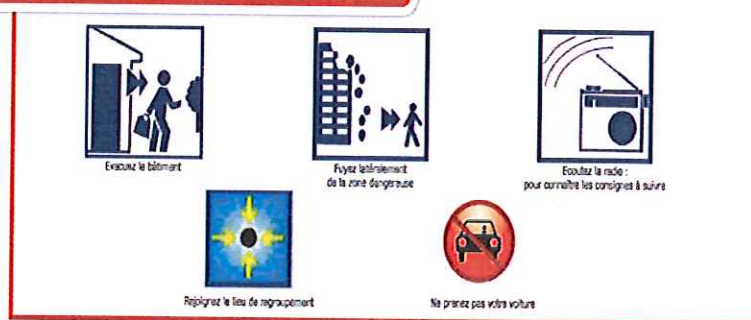 Evacuez le bâtiment
Fuyez latéralement
de la zone dangereuse
Ecoutez la radio :
pour connaître les consignes à suivre
Rejoignez le lieu de regroupement
Ne prenez pas votre voiture